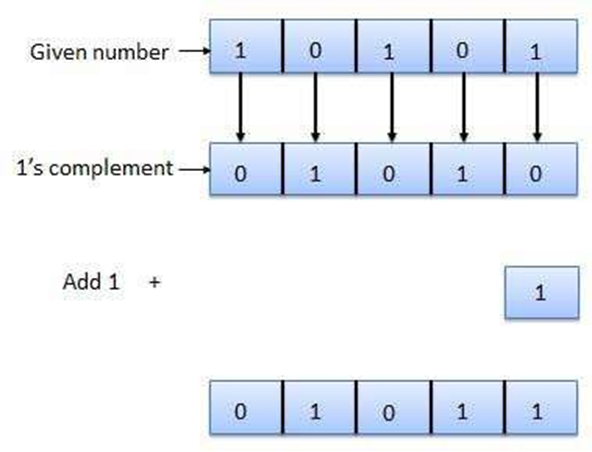 Given number 1 0 1 0 1
1's complement 0 1 0 1 0
Add 1 + 1
0 1 0 1 1